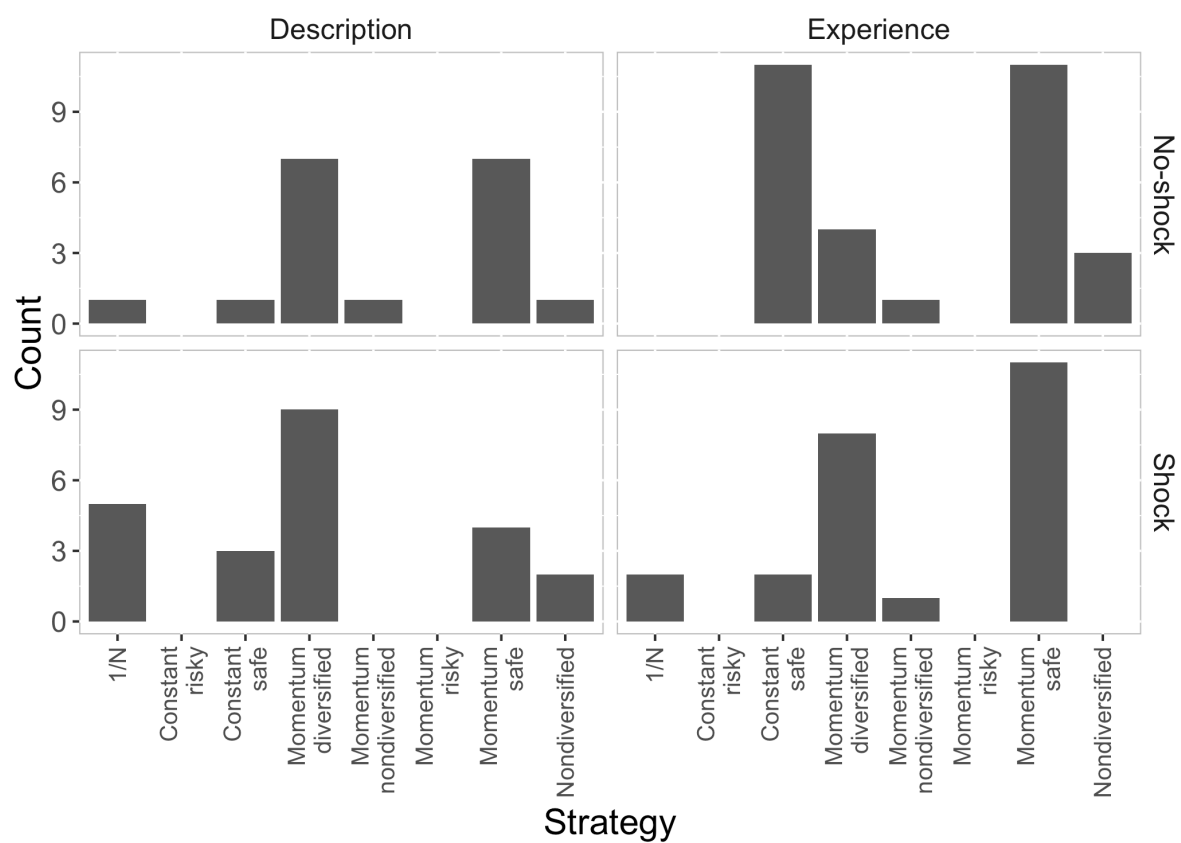 Description
Experience
9
6
3
0
No-shock
Count
9
6
3
0
Shock
1/N
Constant
risky
Constant
safe
Momentum
diversified
Momentum
nondiversified
Momentum
risky
Momentum
safe
Nondiversified
1/N
Constant
risky
Constant
safe
Momentum
diversified
Momentum
nondiversified
Momentum
risky
Momentum
safe
Nondiversified
Strategy